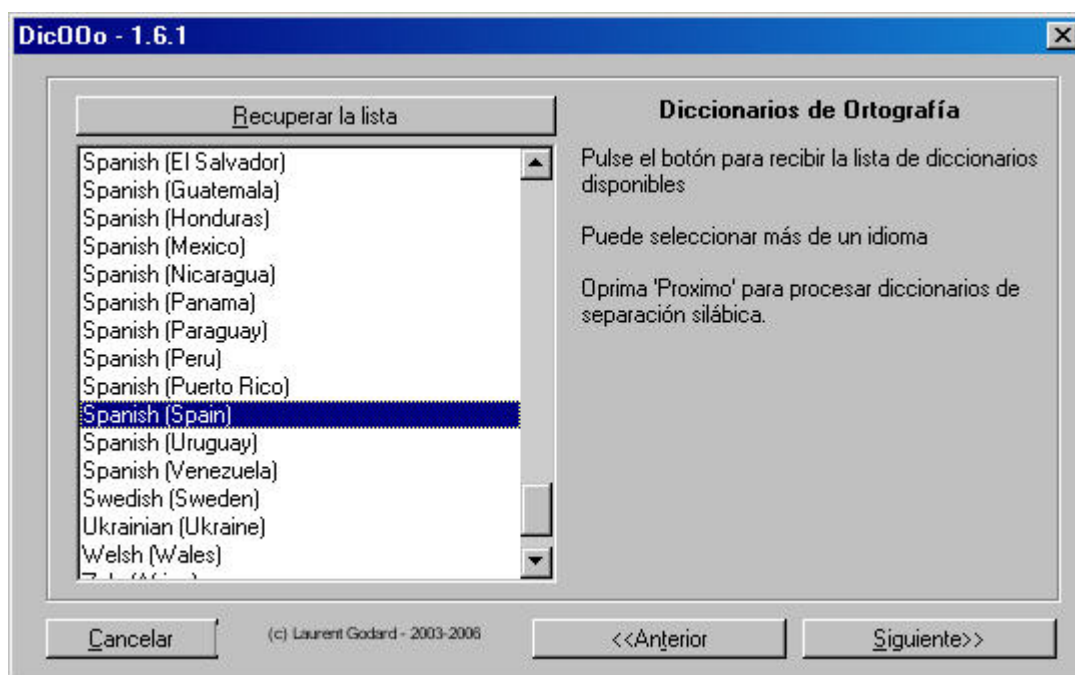 DicOOo - 1.6.1
Recuperar la lista
Spanish (El Salvador)
Spanish (Guatemala)
Spanish (Honduras)
Spanish (Mexico)
Spanish (Nicaragua)
Spanish (Panama)
Spanish (Paraguay)
Spanish (Peru)
Spanish (Puerto Rico)
Spanish (Spain)
Spanish (Uruguay)
Spanish (Venezuela)
Swedish (Sweden)
Ukrainian (Ukraine)
Welsh (Wales)
Diccionarios de Ortografía
Pulse el botón para recibir la lista de diccionarios
disponibles
Puede seleccionar más de un idioma
Oprima 'Proximo' para procesar diccionarios de
separación silábica.
Cancelar
(c) Laurent Godard - 2003-2006
<<Anterior
Siguiente>>